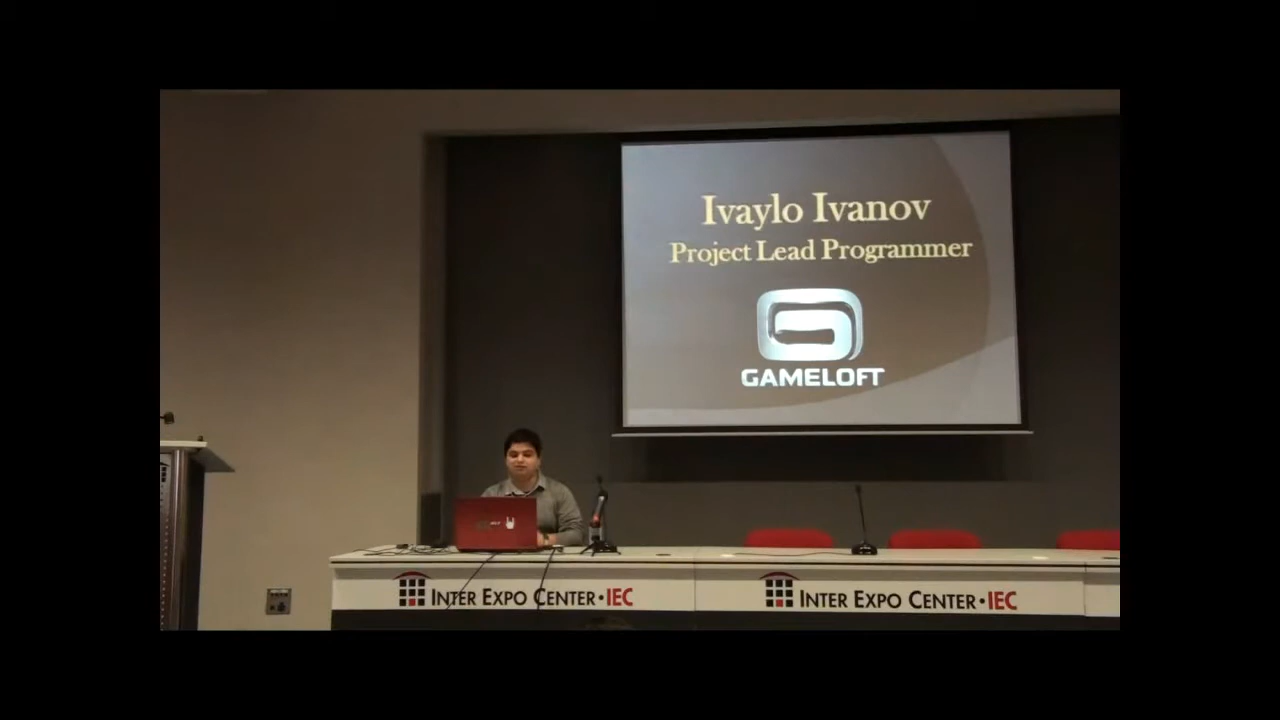 Ivaylo Ivanov
Project Lead Programmer
GAMELOFT
INTER EXPO CENTER • IEC
INTER EXPO CENTER • IEC